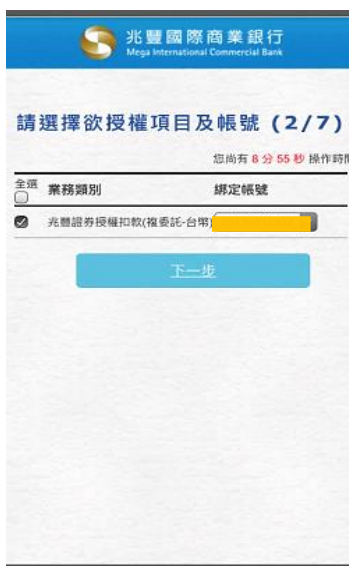 兆豐國際商業銀行
Mega International Commercial Bank
請選擇欲授權項目及帳號 (2/7)
您尚有 8 分 55 秒 操作時間
全選 業務類別 綁定帳號
兆豐證券授權扣款(複委託-台幣)
下一步